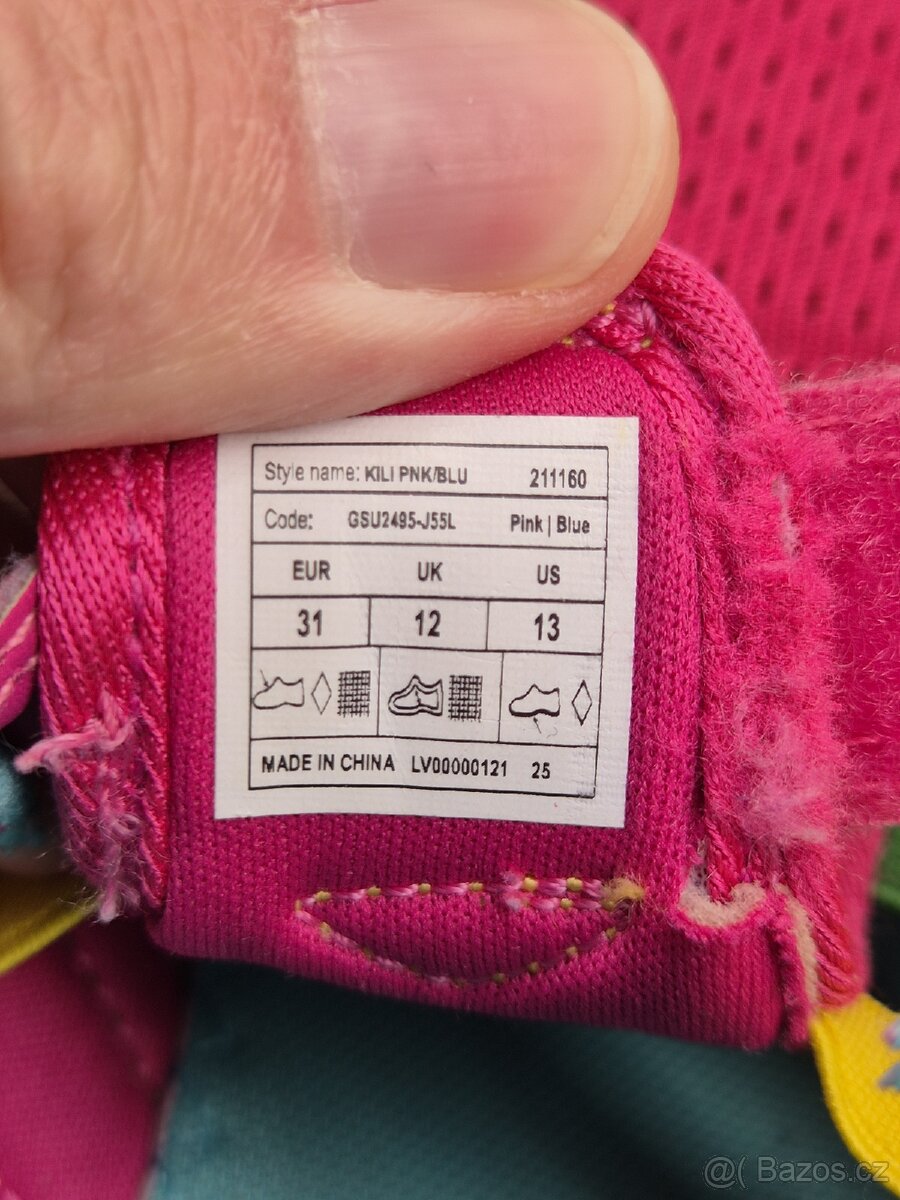 Style name: KILI PNK/BLU 211160
Code: GSU2495-J55L Pink | Blue
EUR UK US
31 12 13
MADE IN CHINA LV00000121 25
@( Bazos.cz